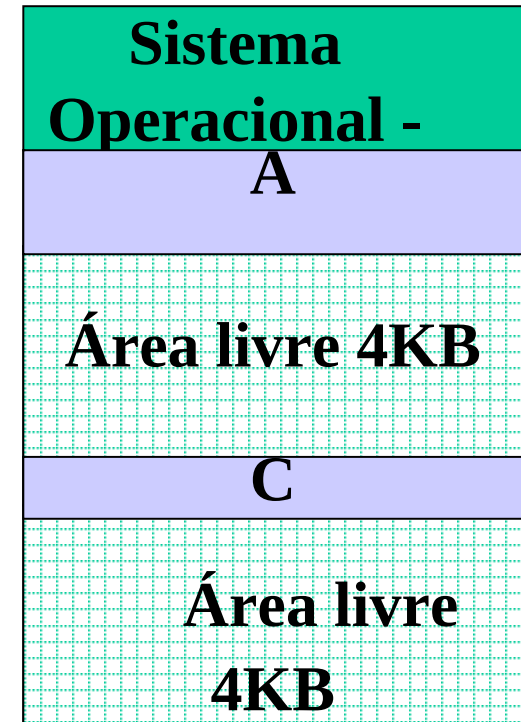 Sistema
Operacional -
A
Área livre 4KB
C
Área livre
4KB